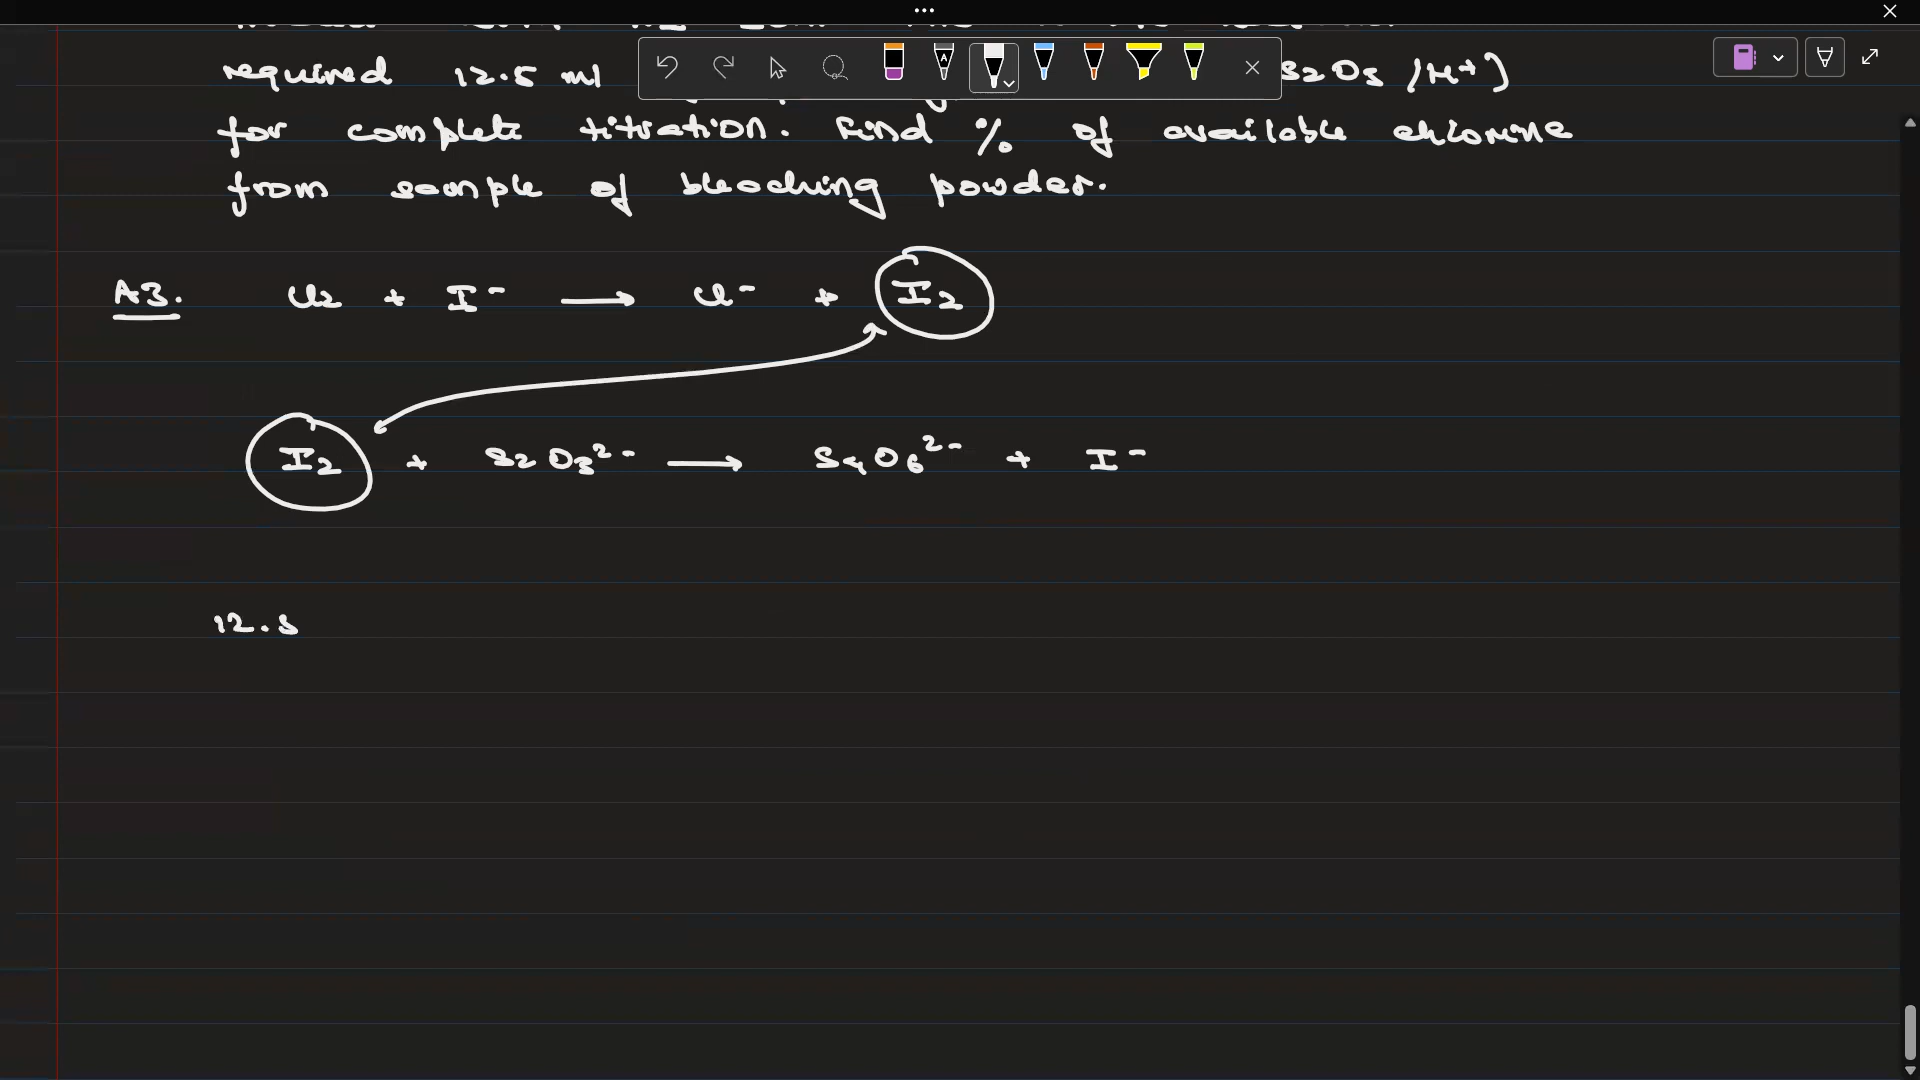 required 12.5 ml S2O3 (H+)
for complete titration. Find % of available chlorine
from sample of bleaching powder.
A3. Cl2 + I⁻ ⟶ Cl⁻ + I2
I2 + S2O3²⁻ ⟶ S4O6²⁻ + I⁻
12.5